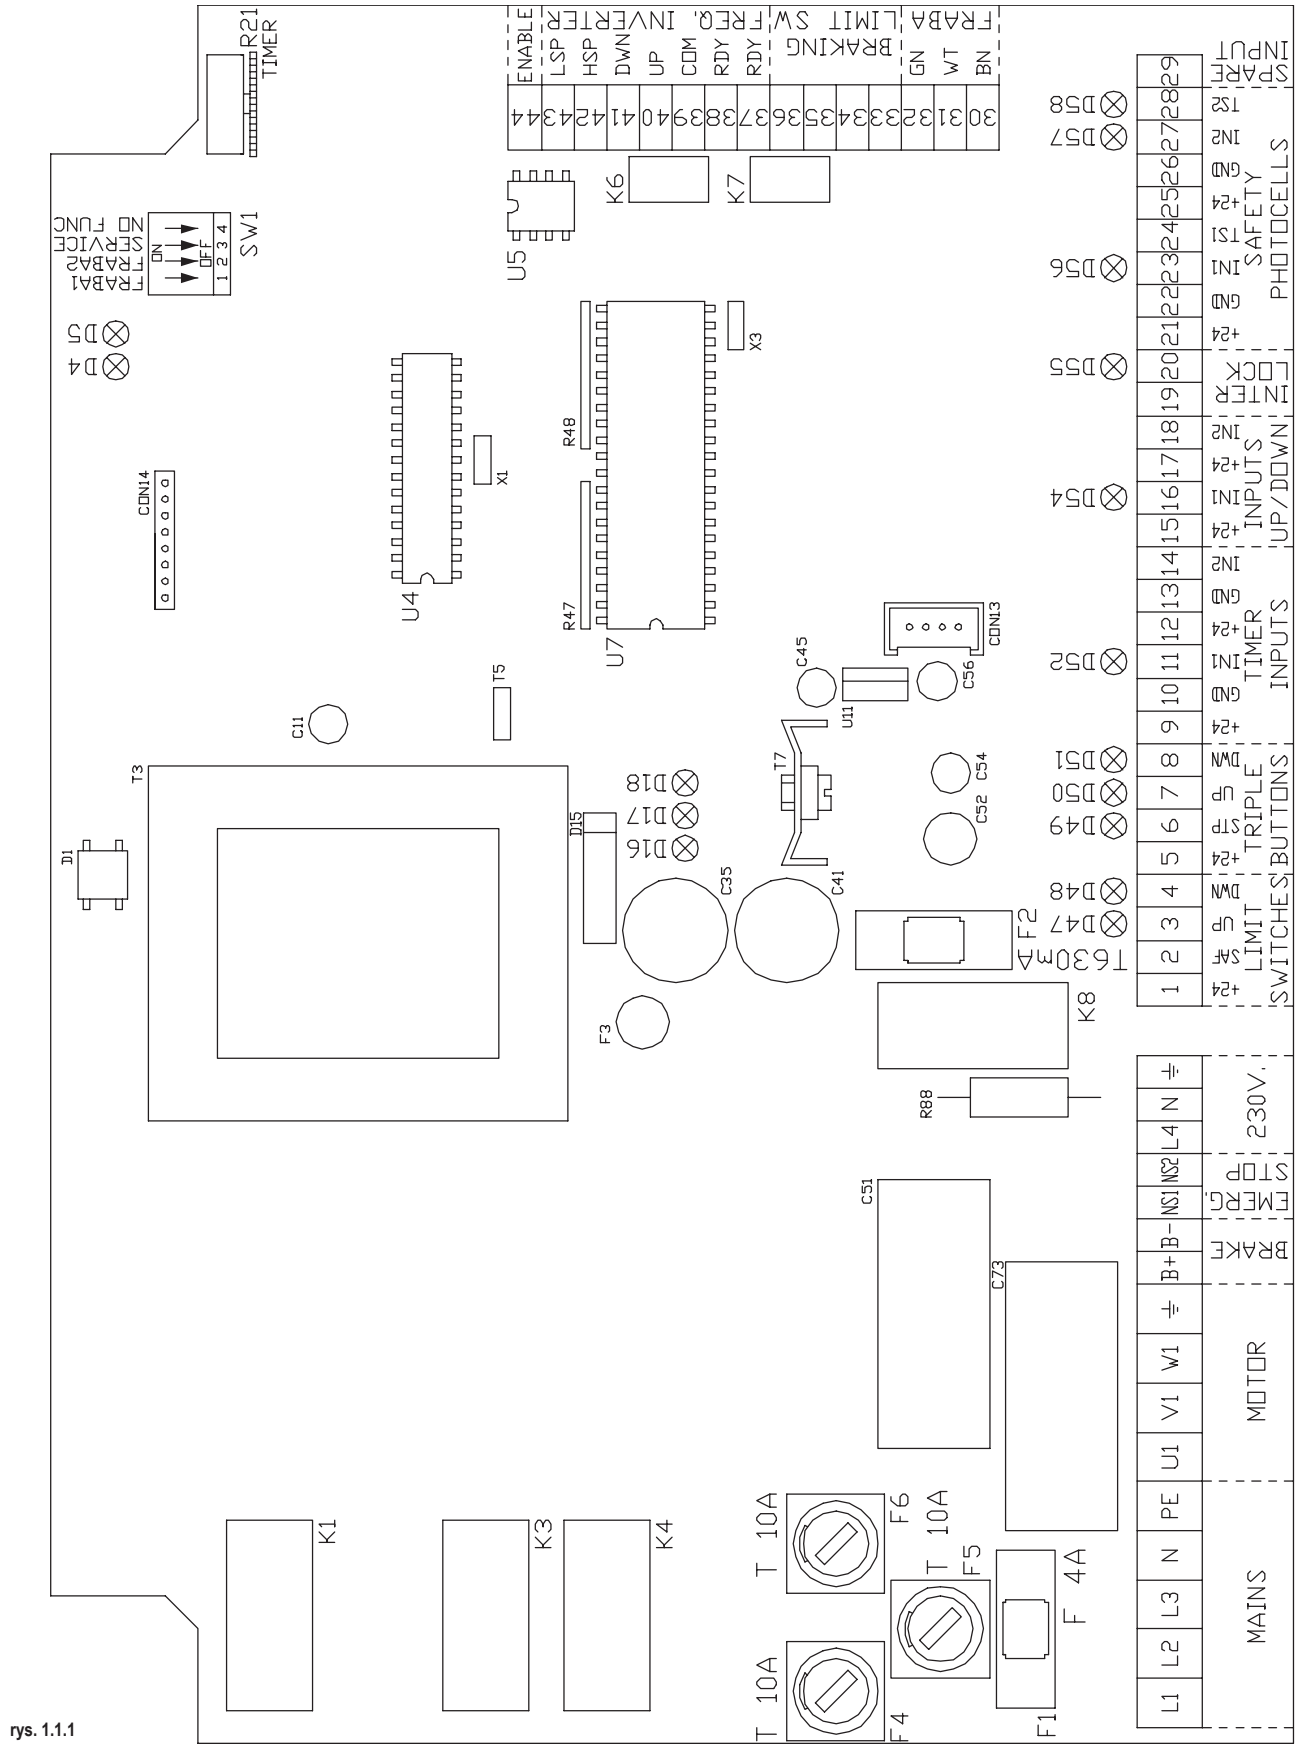 R21
TIMER
ENABLE
FREQ. INVERTER
LSP
HSP
DWN
UP
COM
RDY
RDY
BRAKING
LIMIT SW
FRABA
GN
WT
BN
44 43 42 41 40 39 38 37 36 35 34 33 32 31 30
FRABA1
FRABA2
SERVICE
NO FUNC
ON
OFF
1 2 3 4
SW1
D5
D4
U5
K6
K7
CON14
R48
R47
X3
X1
U4
U7
CON13
C45
U11
C56
C11
T5
T3
D1
D18
D17
D16
D15
T7
C54
C52
C35
C41
F2
T630mA
F3
K8
R88
C51
C73
K1
K3
K4
T 10A
F6
T 10A
F5
T 10A
F4
F 4A
F1
D58
D57
D56
D55
D54
D52
D51
D50
D49
D48
D47
SPARE
INPUT
29
SAFETY
PHOTOCELLS
28 TS2
27 IN2
26 GND
25 +24
24 TS1
23 IN1
22 GND
21 +24
INTER
LOCK
20
19
INPUTS
UP/DOWN
18 IN2
17 +24
16 IN1
15 +24
TIMER
INPUTS
14 IN2
13 GND
12 +24
11 IN1
10 GND
9 +24
TRIPLE
BUTTONS
8 DWN
7 UP
6 STP
5 +24
LIMIT
SWITCHES
4 DWN
3 UP
2 SAF
1 +24
230V.
N
L4
EMERG.
STOP
NS2
NS1
BRAKE
B-
B+
MOTOR
W1
V1
U1
MAINS
PE
N
L3
L2
L1
rys. 1.1.1